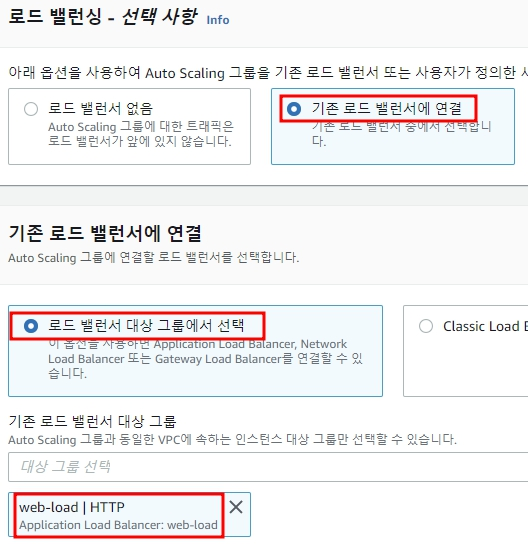 로드 밸런싱 - 선택 사항 Info
아래 옵션을 사용하여 Auto Scaling 그룹을 기존 로드 밸런서 또는 사용자가 정의한
로드 밸런서 없음
Auto Scaling 그룹에 대한 트래픽은
로드 밸런서가 앞에 있지 않습니다.
기존 로드 밸런서에 연결
기존 로드 밸런서 중에서 선택합니
다.
기존 로드 밸런서에 연결
Auto Scaling 그룹에 연결할 로드 밸런서를 선택합니다.
로드 밸런서 대상 그룹에서 선택
이 옵션을 사용하면 Application Load Balancer, Network
Load Balancer 또는 Gateway Load Balancer를 연결할 수 있
습니다.
Classic Load
기존 로드 밸런서 대상 그룹
Auto Scaling 그룹과 동일한 VPC에 속하는 인스턴스 대상 그룹만 선택할 수 있습니다.
대상 그룹 선택
web-load | HTTP
Application Load Balancer: web-load